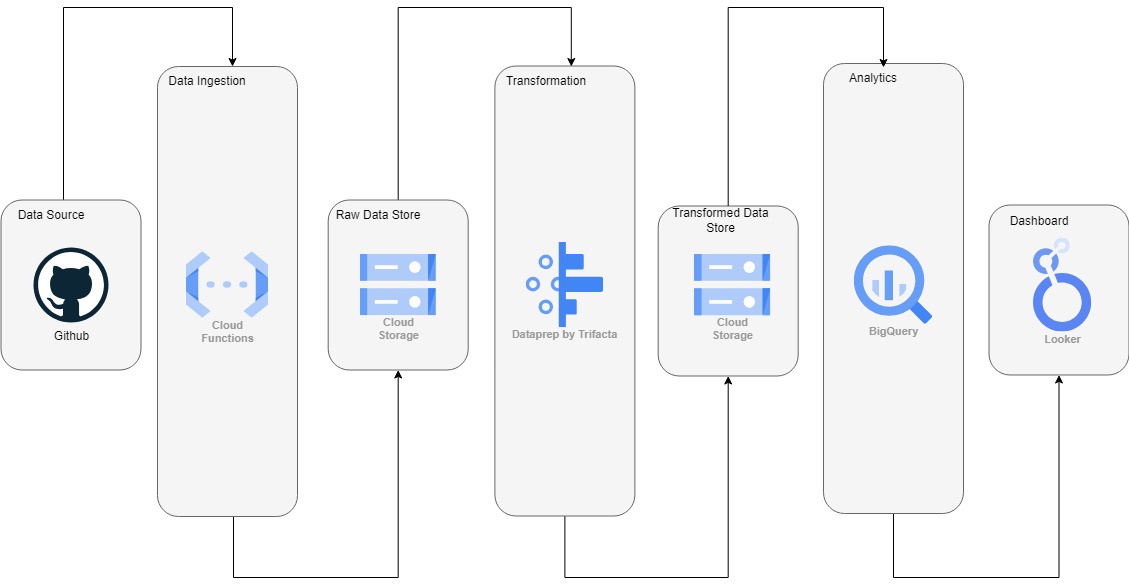 Data Source
Github
Data Ingestion
Cloud
Functions
Raw Data Store
Cloud
Storage
Transformation
Dataprep by Trifacta
Transformed Data
Store
Cloud
Storage
Analytics
BigQuery
Dashboard
Looker